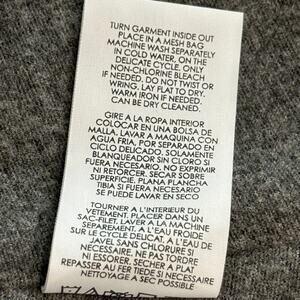 TURN GARMENT INSIDE OUT
PLACE IN A MESH BAG
MACHINE WASH SEPARATELY
IN COLD WATER, ON THE
DELICATE CYCLE. ONLY
NON-CHLORINE BLEACH
IF NEEDED. DO NOT TWIST OR
WRING. LAY FLAT TO DRY.
WARM IRON IF NEEDED.
CAN BE DRY CLEANED.
GIRE A LA ROPA INTERIOR
COLOCAR EN UNA BOLSA DE
MALLA, LAVAR A MAQUINA CON
AGUA FRIA, POR SEPARADO EN
CICLO DELICADO. SOLAMENTE
BLANQUEADOR SIN CLORO SI
FUERA NECESARIO. NO EXPRIMIR
NI RETORCER. SECAR SOBRE
SUPERFICIE. PLANA PLANCHA
TIBIA SI FUERA NECESARIO
SE PUEDE LAVAR EN SECO
TOURNER A L'INTERIEUR DU
VETEMENT. PLACER DANS UN
SAC-FILET, LAVER A LA MACHINE
SEPAREMENT, A L'EAU FROIDE
SUR LE CYCLE DELICAT. A L'EAU DE
JAVEL SANS CHLORURE SI
NECESSAIRE. NE PAS TORDRE
NI ESSORER. SECHER A PLAT
REPASSER AU FER TIEDE SI NECESSAIRE
NETTOYAGE A SEC POSSIBLE